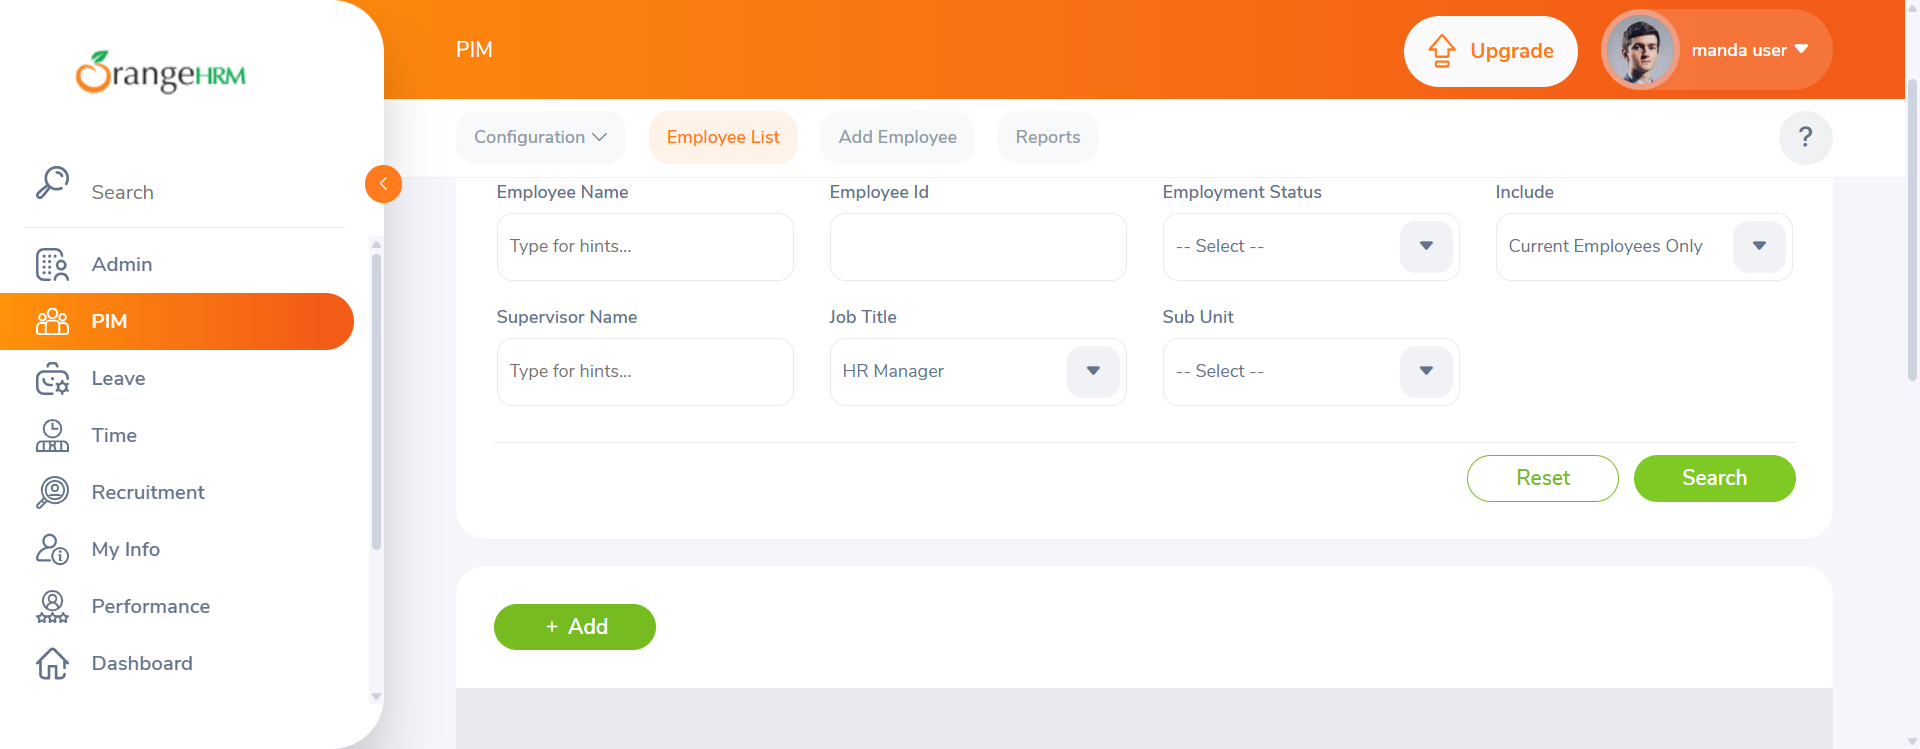 OrangeHRM
PIM
Upgrade
manda user
Search
Configuration
Employee List
Add Employee
Reports
?
Admin
PIM
Leave
Time
Recruitment
My Info
Performance
Dashboard
Employee Name
Employee Id
Employment Status
Include
Type for hints...
-- Select --
Current Employees Only
Supervisor Name
Job Title
Sub Unit
Type for hints...
HR Manager
-- Select --
Reset
Search
+ Add